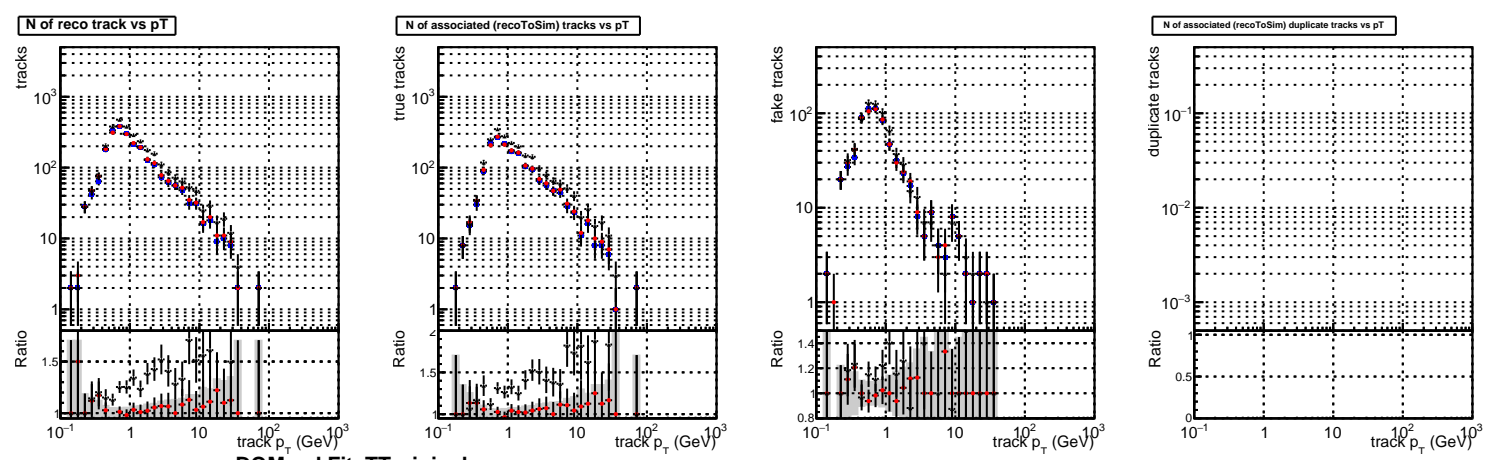 N of reco track vs pT
N of associated (recoToSim) tracks vs pT
N of associated (recoToSim) duplicate tracks vs pT
tracks
10³
10²
10
1
Ratio
1.5
1
10⁻¹ 1 10 10² 10³
track p_T (GeV)
true tracks
10³
10²
10
1
Ratio
2
1.5
1
10⁻¹ 1 10 10² 10³
track p_T (GeV)
fake tracks
10²
10
1
Ratio
1.4
1.2
1
0.8
10⁻¹ 1 10 10² 10³
track p_T (GeV)
duplicate tracks
10⁻¹
10⁻²
10⁻³
Ratio
1
0.5
0
10⁻¹ 1 10 10² 10³
track p_T (GeV)